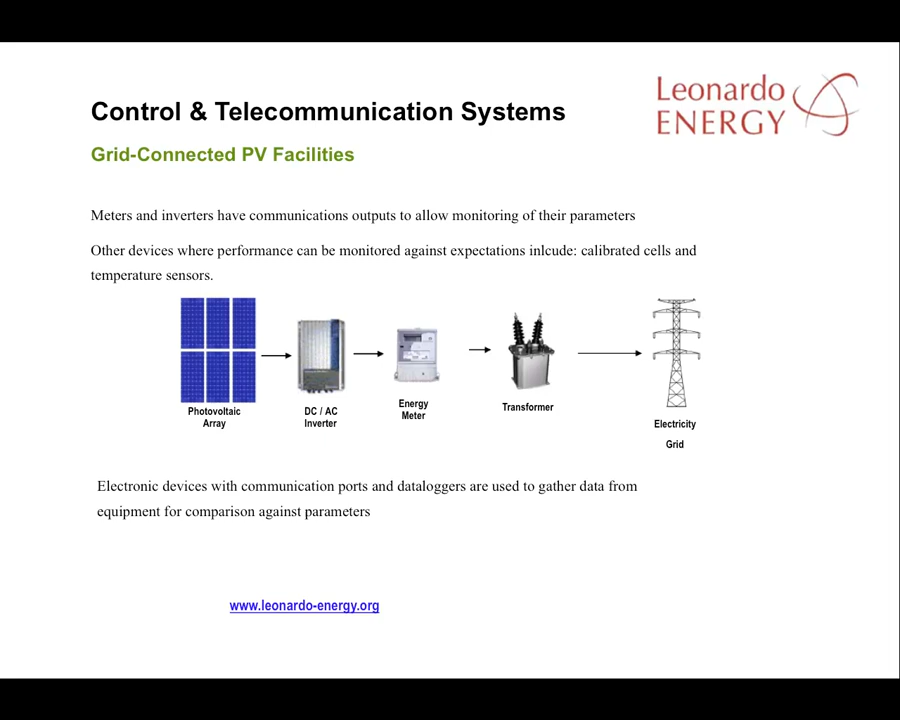 Leonardo
ENERGY
Control & Telecommunication Systems
Grid-Connected PV Facilities
Meters and inverters have communications outputs to allow monitoring of their parameters
Other devices where performance can be monitored against expectations inlcude: calibrated cells and
temperature sensors.
Photovoltaic
Array
DC / AC
Inverter
Energy
Meter
Transformer
Electricity
Grid
Electronic devices with communication ports and dataloggers are used to gather data from
equipment for comparison against parameters
www.leonardo-energy.org